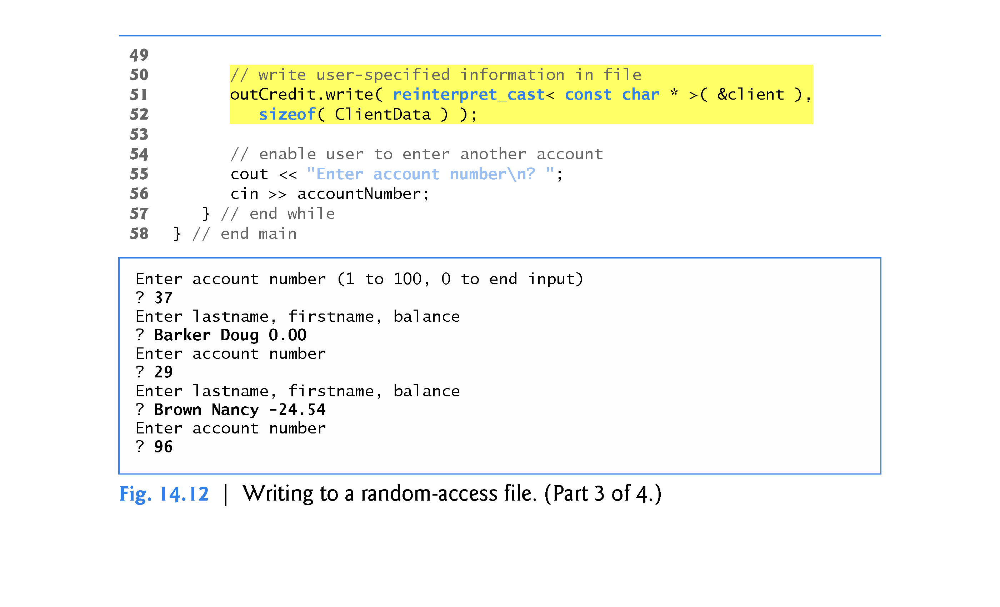 49
50 // write user-specified information in file
51 outCredit.write( reinterpret_cast< const char * >( &client ),
52 sizeof( ClientData ) );
53
54 // enable user to enter another account
55 cout << "Enter account number\n? ";
56 cin >> accountNumber;
57 } // end while
58 } // end main
Enter account number (1 to 100, 0 to end input)
? 37
Enter lastname, firstname, balance
? Barker Doug 0.00
Enter account number
? 29
Enter lastname, firstname, balance
? Brown Nancy -24.54
Enter account number
? 96
Fig. 14.12 | Writing to a random-access file. (Part 3 of 4.)